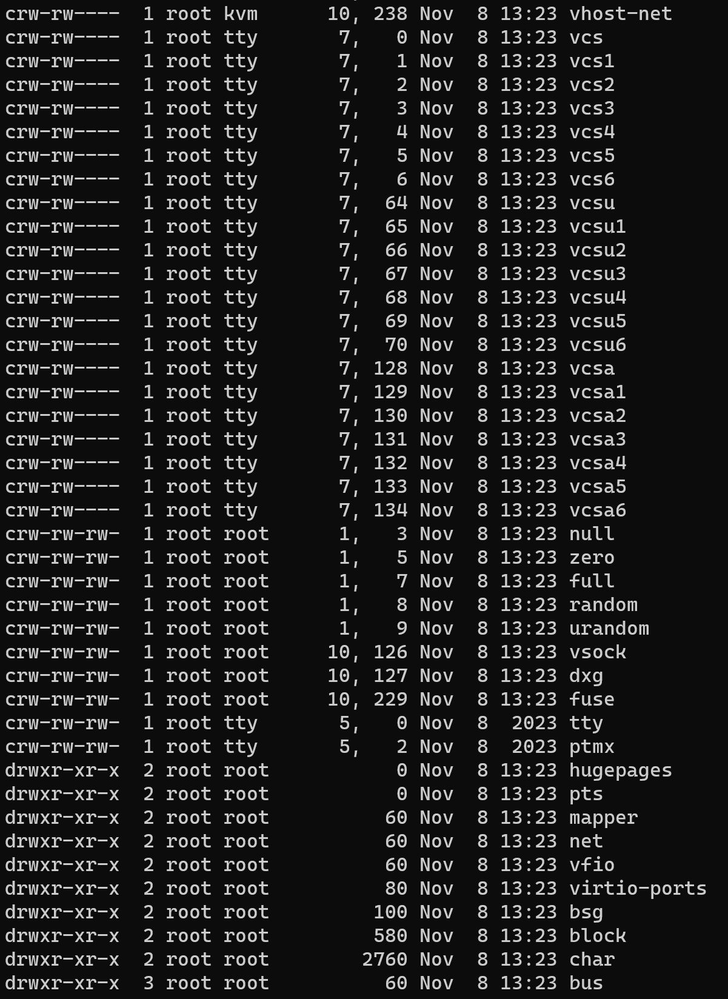 crw-rw---- 1 root kvm 10, 238 Nov 8 13:23 vhost-net
crw-rw---- 1 root tty 7, 0 Nov 8 13:23 vcs
crw-rw---- 1 root tty 7, 1 Nov 8 13:23 vcs1
crw-rw---- 1 root tty 7, 2 Nov 8 13:23 vcs2
crw-rw---- 1 root tty 7, 3 Nov 8 13:23 vcs3
crw-rw---- 1 root tty 7, 4 Nov 8 13:23 vcs4
crw-rw---- 1 root tty 7, 5 Nov 8 13:23 vcs5
crw-rw---- 1 root tty 7, 6 Nov 8 13:23 vcs6
crw-rw---- 1 root tty 7, 64 Nov 8 13:23 vcsu
crw-rw---- 1 root tty 7, 65 Nov 8 13:23 vcsu1
crw-rw---- 1 root tty 7, 66 Nov 8 13:23 vcsu2
crw-rw---- 1 root tty 7, 67 Nov 8 13:23 vcsu3
crw-rw---- 1 root tty 7, 68 Nov 8 13:23 vcsu4
crw-rw---- 1 root tty 7, 69 Nov 8 13:23 vcsu5
crw-rw---- 1 root tty 7, 70 Nov 8 13:23 vcsu6
crw-rw---- 1 root tty 7, 128 Nov 8 13:23 vcsa
crw-rw---- 1 root tty 7, 129 Nov 8 13:23 vcsa1
crw-rw---- 1 root tty 7, 130 Nov 8 13:23 vcsa2
crw-rw---- 1 root tty 7, 131 Nov 8 13:23 vcsa3
crw-rw---- 1 root tty 7, 132 Nov 8 13:23 vcsa4
crw-rw---- 1 root tty 7, 133 Nov 8 13:23 vcsa5
crw-rw---- 1 root tty 7, 134 Nov 8 13:23 vcsa6
crw-rw-rw- 1 root root 1, 3 Nov 8 13:23 null
crw-rw-rw- 1 root root 1, 5 Nov 8 13:23 zero
crw-rw-rw- 1 root root 1, 7 Nov 8 13:23 full
crw-rw-rw- 1 root root 1, 8 Nov 8 13:23 random
crw-rw-rw- 1 root root 1, 9 Nov 8 13:23 urandom
crw-rw-rw- 1 root root 10, 126 Nov 8 13:23 vsock
crw-rw-rw- 1 root root 10, 127 Nov 8 13:23 dxg
crw-rw-rw- 1 root root 10, 229 Nov 8 13:23 fuse
crw-rw-rw- 1 root tty 5, 0 Nov 8 2023 tty
crw-rw-rw- 1 root tty 5, 2 Nov 8 2023 ptmx
drwxr-xr-x 2 root root 0 Nov 8 13:23 hugepages
drwxr-xr-x 2 root root 0 Nov 8 13:23 pts
drwxr-xr-x 2 root root 60 Nov 8 13:23 mapper
drwxr-xr-x 2 root root 60 Nov 8 13:23 net
drwxr-xr-x 2 root root 60 Nov 8 13:23 vfio
drwxr-xr-x 2 root root 80 Nov 8 13:23 virtio-ports
drwxr-xr-x 2 root root 100 Nov 8 13:23 bsg
drwxr-xr-x 2 root root 580 Nov 8 13:23 block
drwxr-xr-x 2 root root 2760 Nov 8 13:23 char
drwxr-xr-x 3 root root 60 Nov 8 13:23 bus